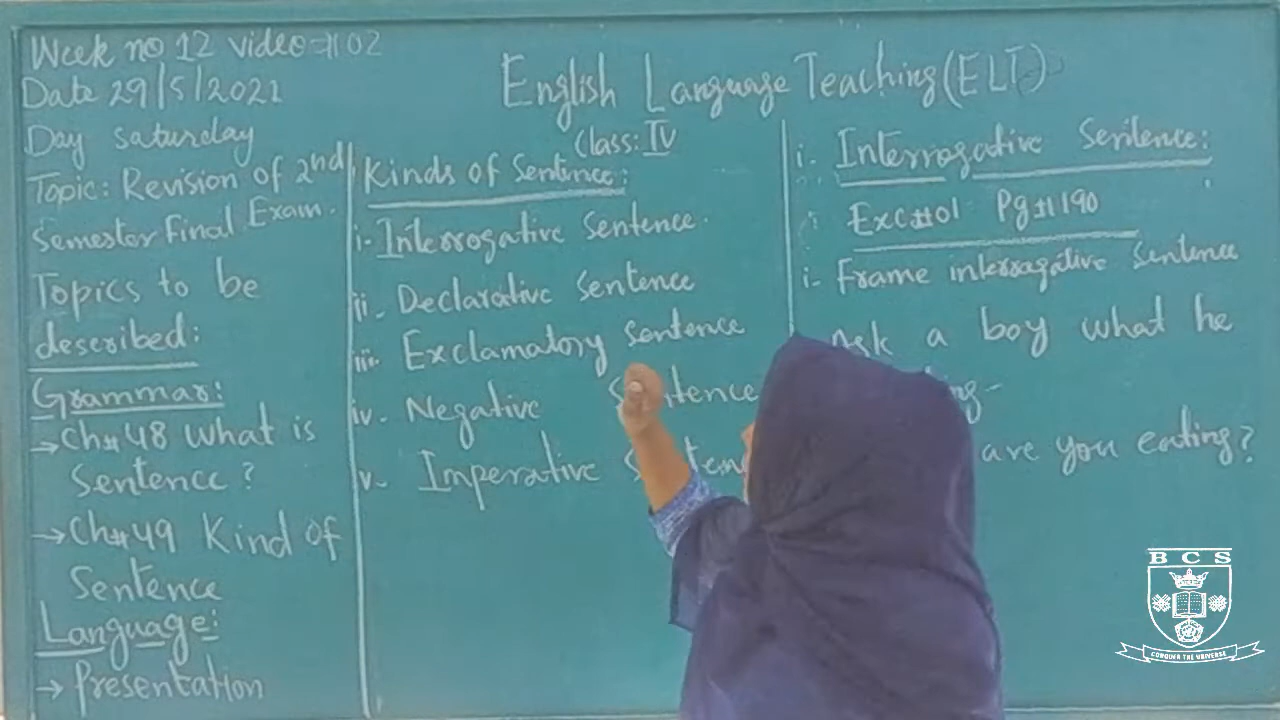 Week no 12 video #02
Date 29/5/2021
Day saturday
Topic: Revision of 2nd
Semester Final Exam.
Topics to be
described:
Grammar:
→ Ch#48 What is
Sentence?
→ Ch#49 Kind of
Sentence
Language:
→ Presentation
English Language Teaching (ELT)
Class: IV
Kinds of Sentence:
i. Interrogative Sentence.
ii. Declarative Sentence
iii. Exclamatory Sentence
iv. Negative Sentence
v. Imperative
i. Interrogative Sentence:
Exc#01 Pg#190
i. Frame interrogative Sentence
Ask a boy what he
are you eating?
BCS
CONQUER THE UNIVERSE